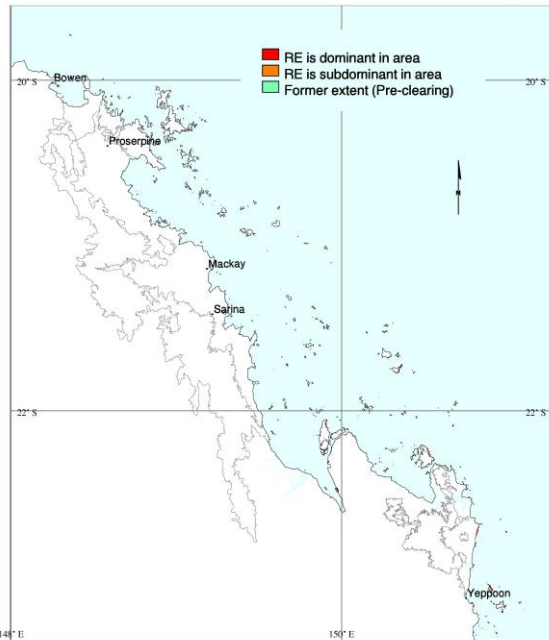 RE is dominant in area
20° S
20° S
RE is subdominant in area
Bowen
Former extent (Pre-clearing)
Proserpine
N
Mackay
Sarina
22° S
22° S
Yeppoon
148° E
150° E